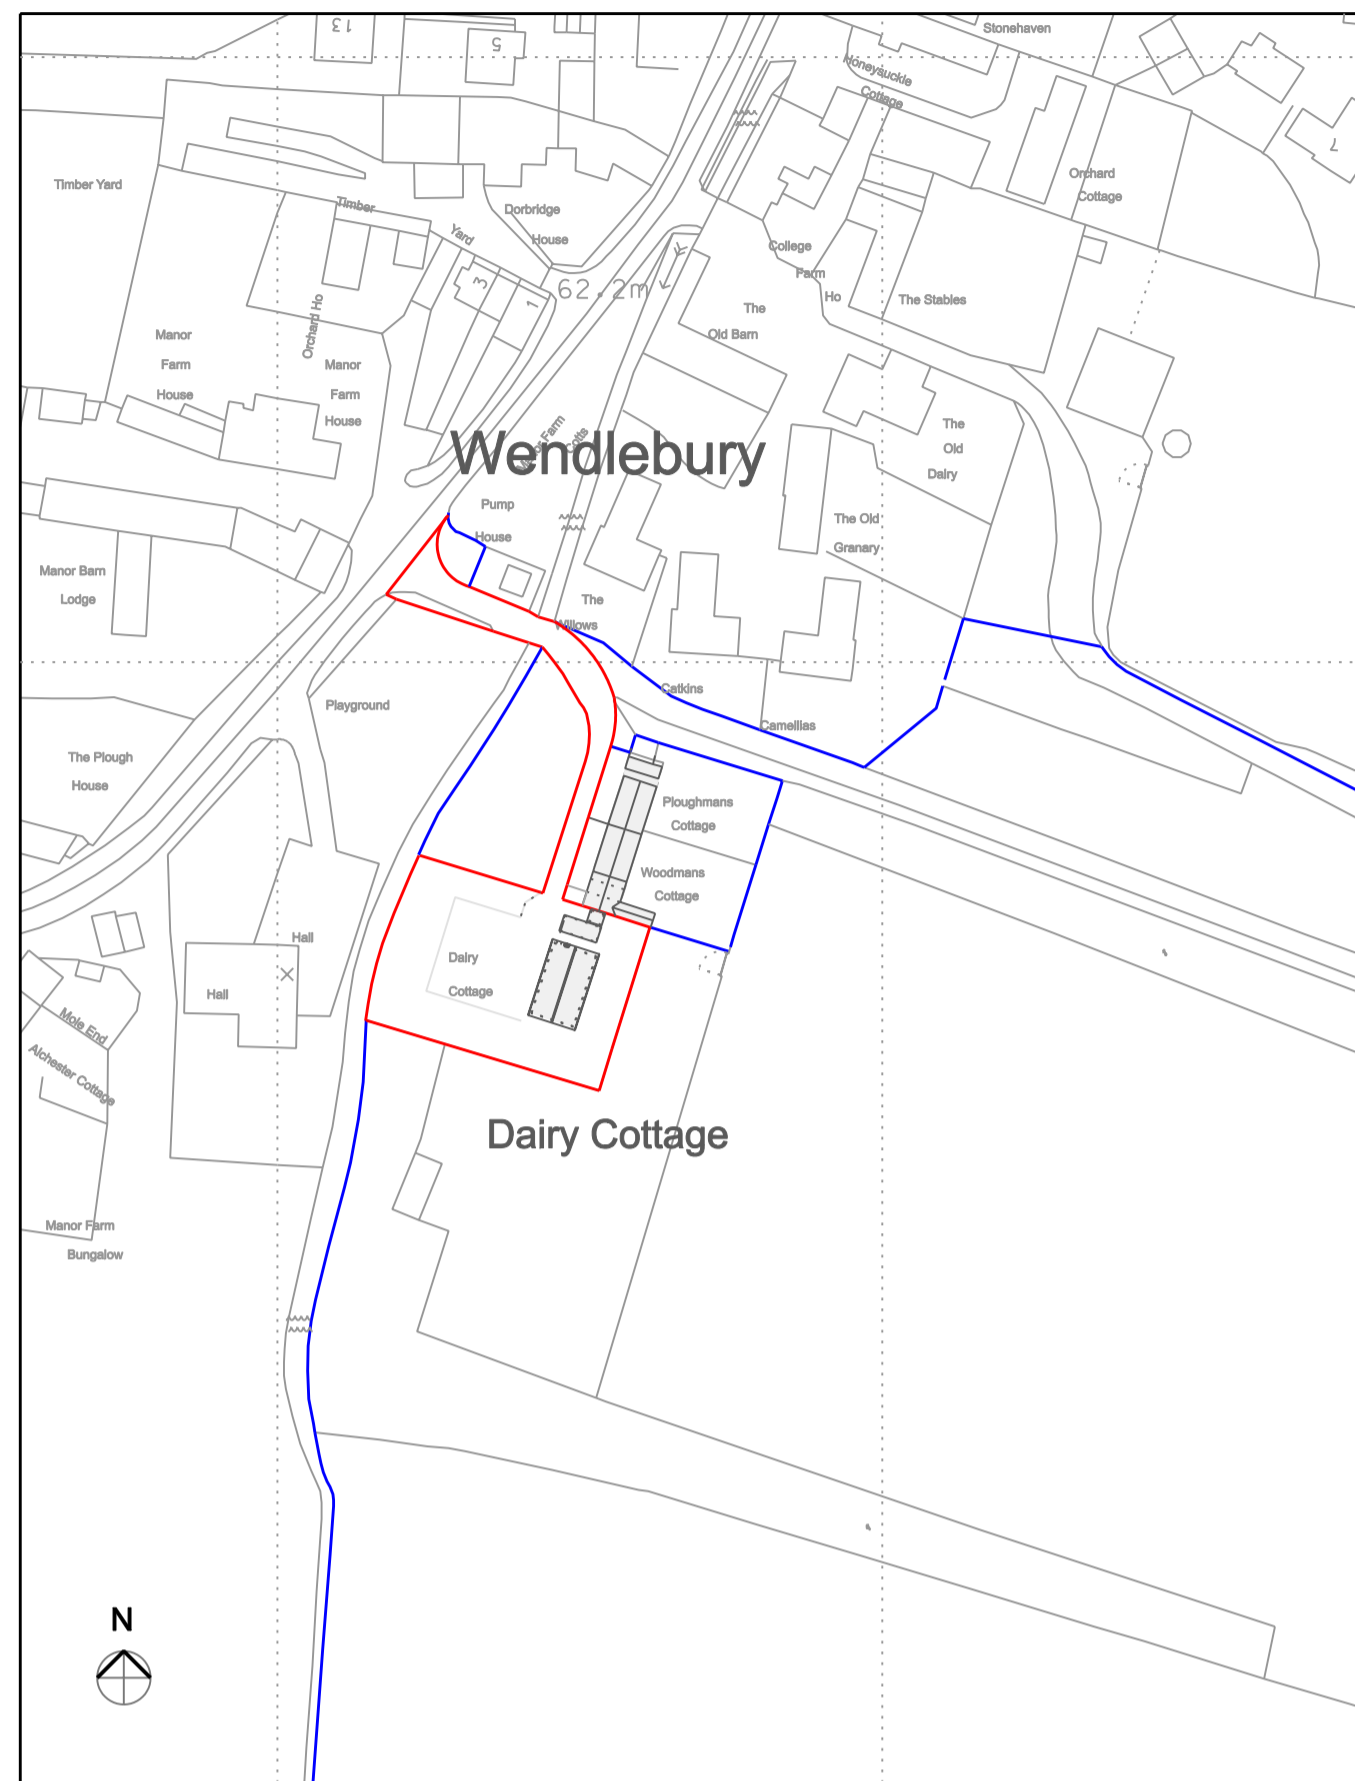 13
5
Stonehaven
Honeysuckle
Cottage
7
Timber Yard
Orchard
Cottage
Timber
Yard
Dorbridge
House
College
Farm
Ho
62.2m
3
1
The Stables
The
Old Barn
Orchard Ho
Manor
Farm
House
Manor
Farm
House
Manor Farm
Cotts
Wendlebury
The
Old
Dairy
Pump
House
The Old
Granary
Manor Barn
Lodge
The
Willows
Catkins
Camellias
Playground
The Plough
House
Ploughmans
Cottage
Woodmans
Cottage
Hall
Hall
Dairy
Cottage
Mole End
Alchester Cottage
Dairy Cottage
Manor Farm
Bungalow
N